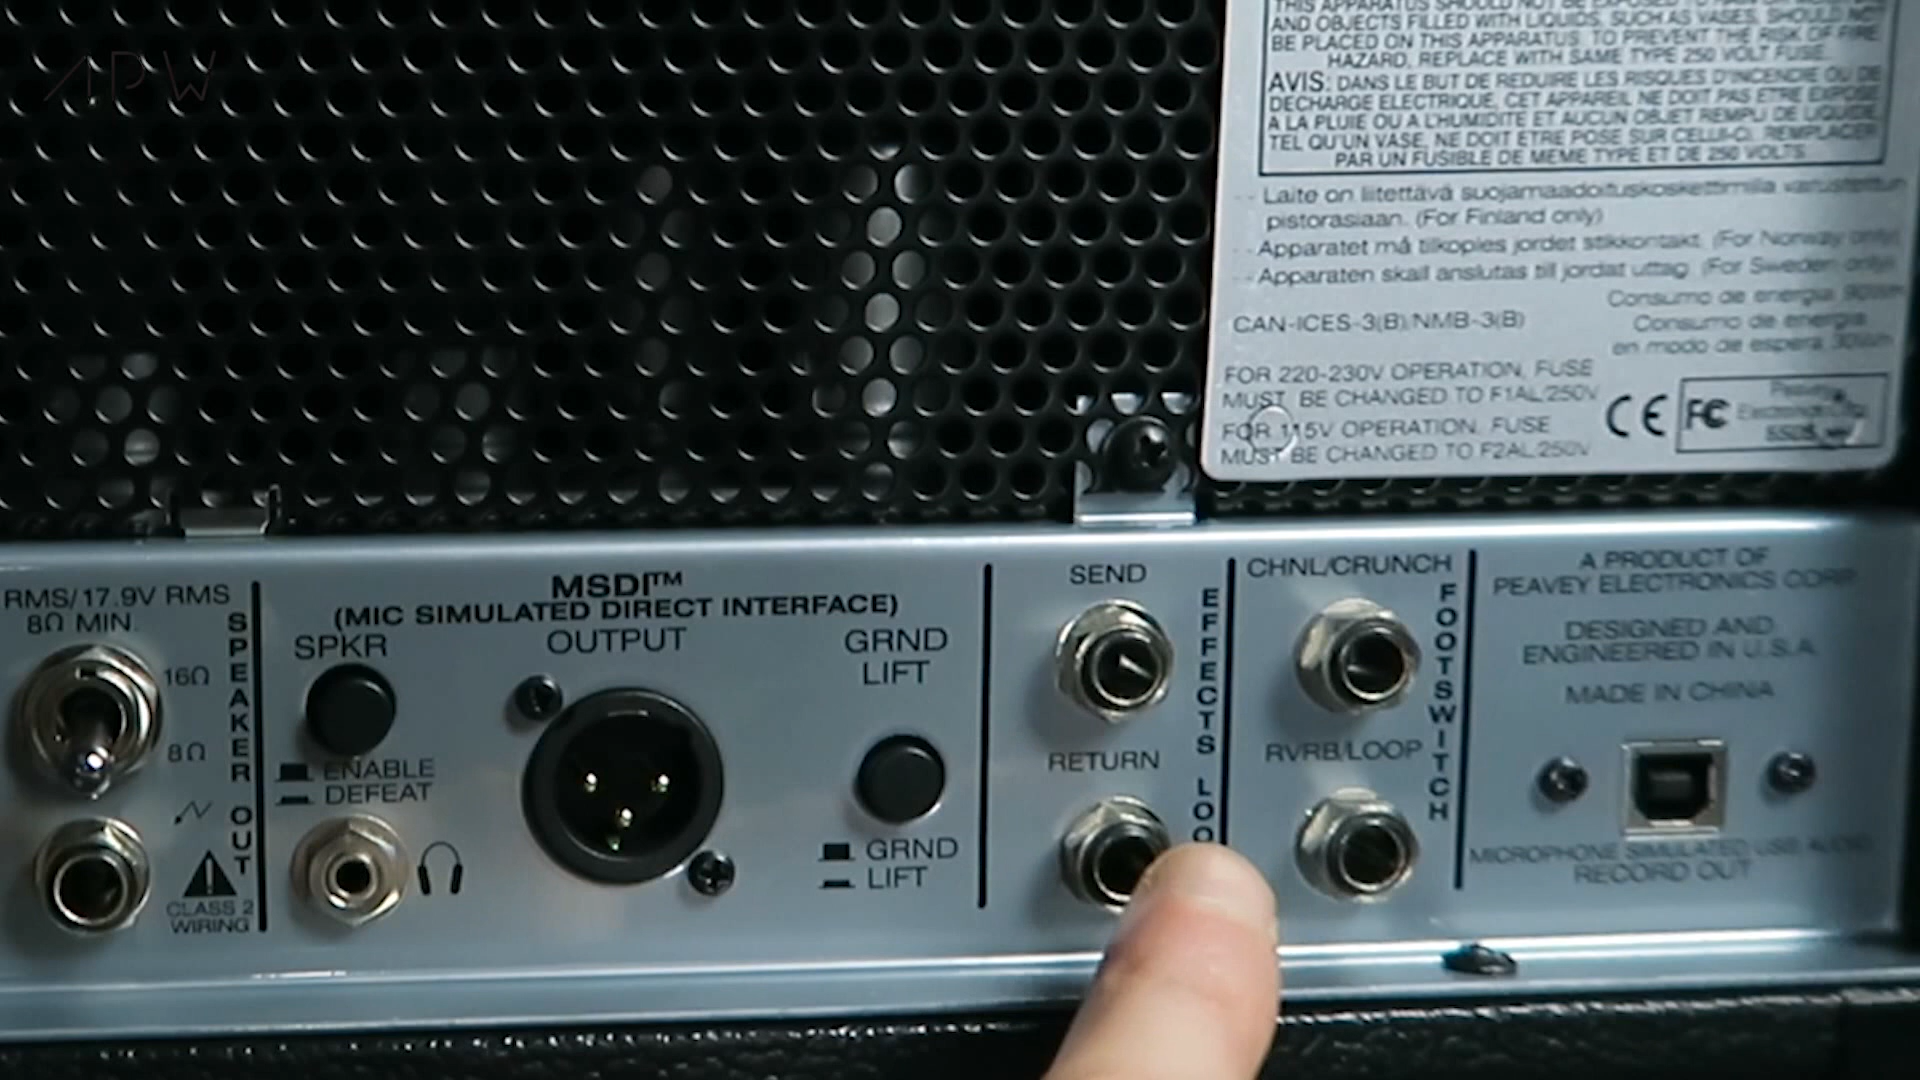 APW
THIS APPARATUS SHOULD NOT BE EXPOSED TO
AND OBJECTS FILLED WITH LIQUIDS, SUCH AS VASES, SHOULD NOT
BE PLACED ON THIS APPARATUS. TO PREVENT THE RISK OF FIRE
HAZARD, REPLACE WITH SAME TYPE 250 VOLT FUSE.
AVIS: DANS LE BUT DE REDUIRE LES RISQUES D'INCENDIE OU DE
DECHARGE ELECTRIQUE, CET APPAREIL NE DOIT PAS ETRE EXPOSE
A LA PLUIE OU A L'HUMIDITE ET AUCUN OBJET REMPLI DE LIQUIDE,
TEL QU'UN VASE, NE DOIT ETRE POSE SUR CELUI-CI. REMPLACER
PAR UN FUSIBLE DE MEME TYPE ET DE 250 VOLTS.
- Laite on liitettävä suojamaadoituskoskettimilla varustettuun
pistorasiaan. (For Finland only)
- Apparatet må tilkoples jordet stikkontakt. (For Norway only)
- Apparaten skall anslutas till jordat uttag. (For Sweden only)
Consumo de energia
CAN-ICES-3(B)/NMB-3(B)
Consumo de energia
en modo de espera
FOR 220-230V OPERATION, FUSE
MUST BE CHANGED TO F1AL/250V
FOR 115V OPERATION, FUSE
MUST BE CHANGED TO F2AL/250V
CE FC
Peavey
RMS/17.9V RMS
8Ω MIN.
16Ω
8Ω
SPEAKER OUT
CLASS 2
WIRING
MSDI™
(MIC SIMULATED DIRECT INTERFACE)
SPKR
OUTPUT
GRND
LIFT
ENABLE
DEFEAT
GRND
LIFT
SEND
RETURN
EFFECTS LOO
CHNL/CRUNCH
RVRB/LOOP
FOOTSWITCH
A PRODUCT OF
PEAVEY ELECTRONICS CORP.
DESIGNED AND
ENGINEERED IN U.S.A.
MADE IN CHINA
MICROPHONE SIMULATED USB AUDIO
RECORD OUT